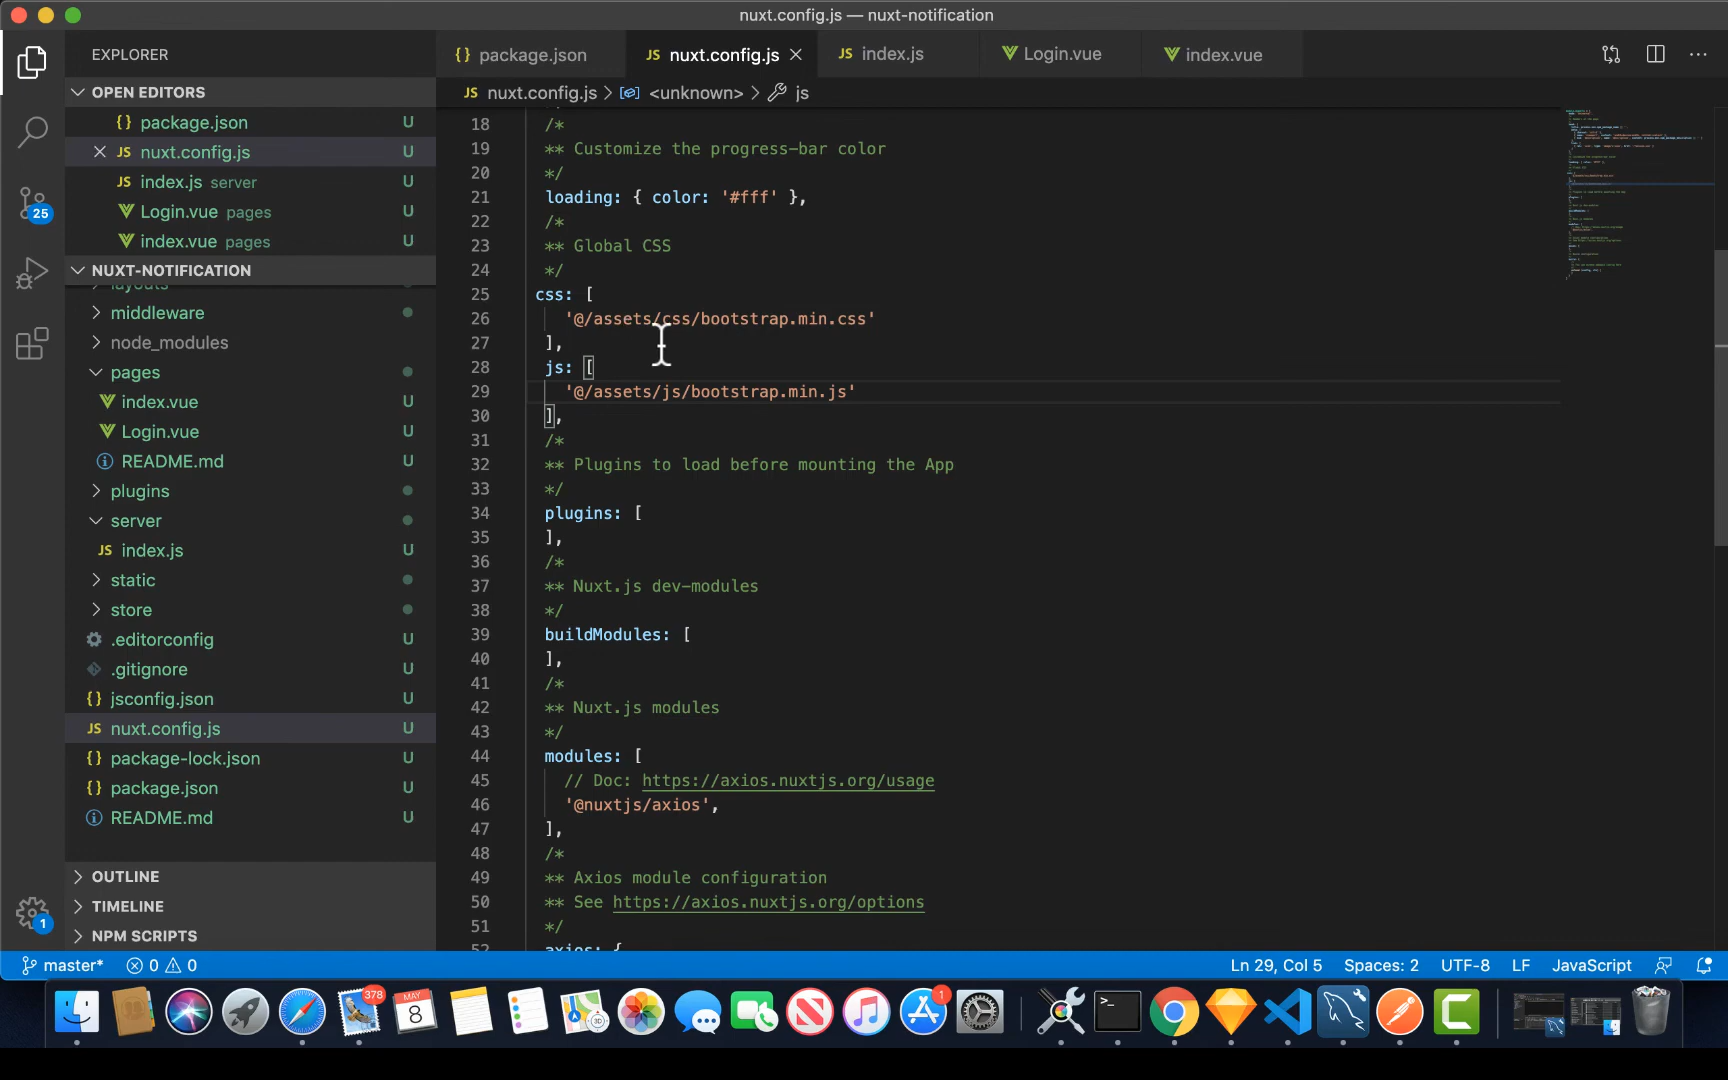 nuxt.config.js — nuxt-notification
EXPLORER
{} package.json
JS nuxt.config.js
JS index.js
Login.vue
index.vue
JS nuxt.config.js > <unknown> > js
OPEN EDITORS
{} package.json U
JS nuxt.config.js U
JS index.js server U
Login.vue pages U
index.vue pages U
NUXT-NOTIFICATION
layouts
middleware
node_modules
pages
index.vue U
Login.vue U
README.md U
plugins
server
JS index.js U
static
store
.editorconfig U
.gitignore U
{} jsconfig.json U
JS nuxt.config.js U
{} package-lock.json U
{} package.json U
README.md U
OUTLINE
TIMELINE
NPM SCRIPTS
25
1
18 /*
19 ** Customize the progress-bar color
20 */
21 loading: { color: '#fff' },
22 /*
23 ** Global CSS
24 */
25 css: [
26 '@/assets/css/bootstrap.min.css'
27 ],
28 js: [
29 '@/assets/js/bootstrap.min.js'
30 ],
31 /*
32 ** Plugins to load before mounting the App
33 */
34 plugins: [
35 ],
36 /*
37 ** Nuxt.js dev-modules
38 */
39 buildModules: [
40 ],
41 /*
42 ** Nuxt.js modules
43 */
44 modules: [
45 // Doc: https://axios.nuxtjs.org/usage
46 '@nuxtjs/axios',
47 ],
48 /*
49 ** Axios module configuration
50 ** See https://axios.nuxtjs.org/options
51 */
52 axios: {
master* 0 0
Ln 29, Col 5 Spaces: 2 UTF-8 LF JavaScript
378
MAY
8
1